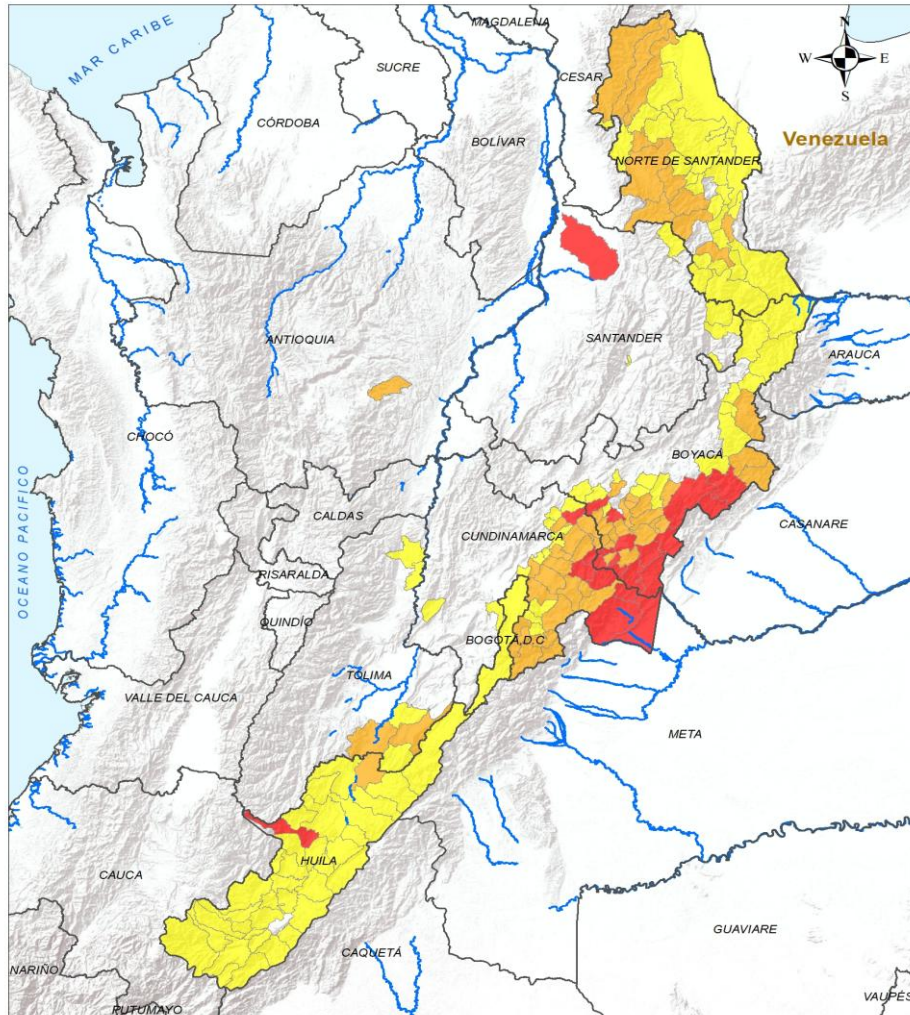 MAGDALENA
MAR CARIBE
N
W
E
S
SUCRE
CESAR
CÓRDOBA
BOLÍVAR
Venezuela
NORTE DE SANTANDER
ANTIOQUIA
SANTANDER
ARAUCA
CHOCÓ
BOYACÁ
OCEANO PACIFICO
CALDAS
CUNDINAMARCA
CASANARE
RISARALDA
QUINDÍO
BOGOTÁ,D.C
TOLIMA
VALLE DEL CAUCA
META
HUILA
CAUCA
GUAVIARE
CAQUETÁ
NARIÑO
PUTUMAYO
VAUPÉS